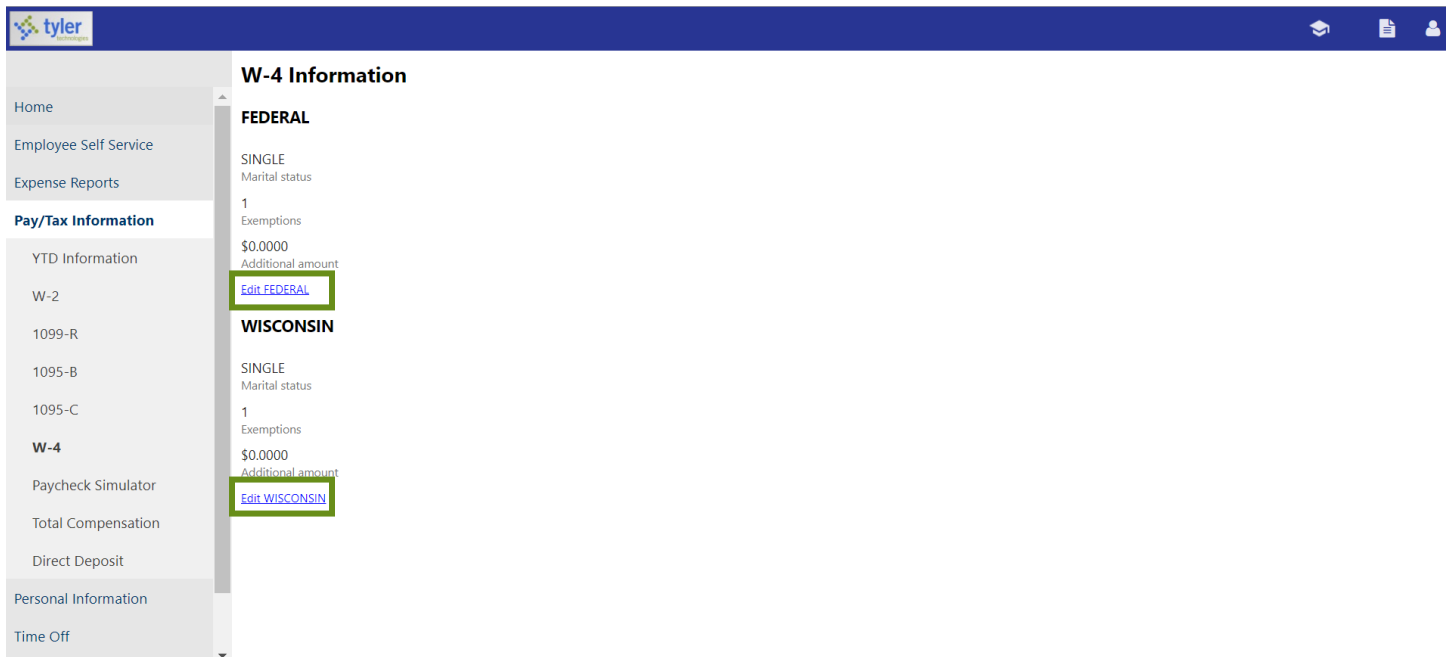 tyler
technologies
W-4 Information
Home
Employee Self Service
Expense Reports
Pay/Tax Information
YTD Information
W-2
1099-R
1095-B
1095-C
W-4
Paycheck Simulator
Total Compensation
Direct Deposit
Personal Information
Time Off
FEDERAL
SINGLE
Marital status
1
Exemptions
$0.0000
Additional amount
Edit FEDERAL
WISCONSIN
SINGLE
Marital status
1
Exemptions
$0.0000
Additional amount
Edit WISCONSIN